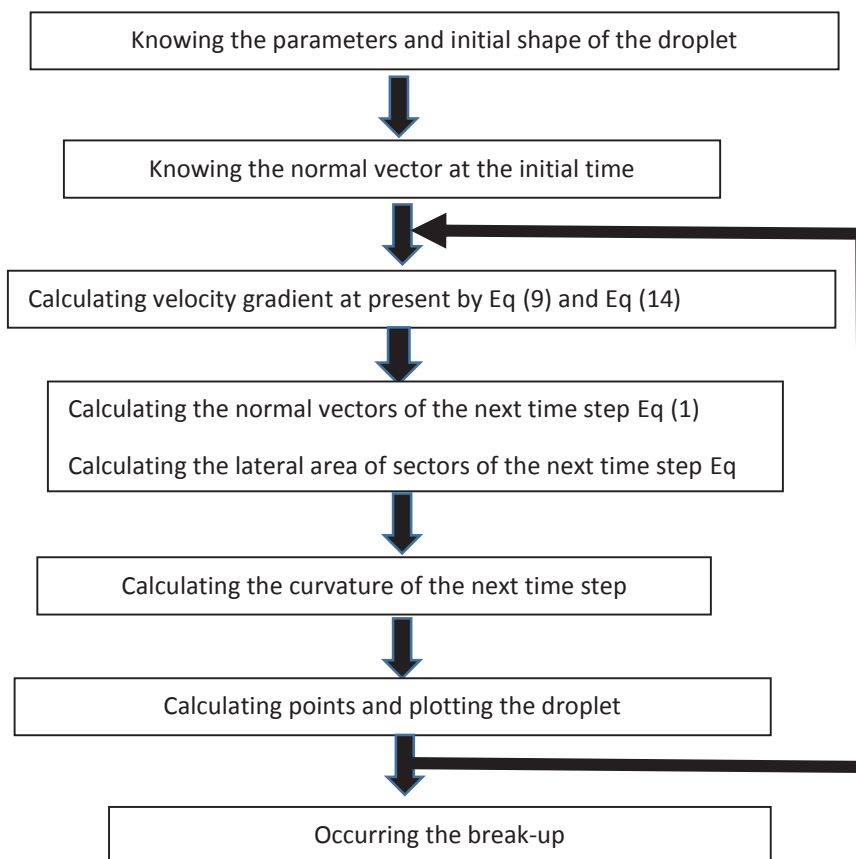 Knowing the parameters and initial shape of the droplet
Knowing the normal vector at the initial time
Calculating velocity gradient at present by Eq (9) and Eq (14)
Calculating the normal vectors of the next time step Eq (1)
Calculating the lateral area of sectors of the next time step Eq
Calculating the curvature of the next time step
Calculating points and plotting the droplet
Occurring the break-up